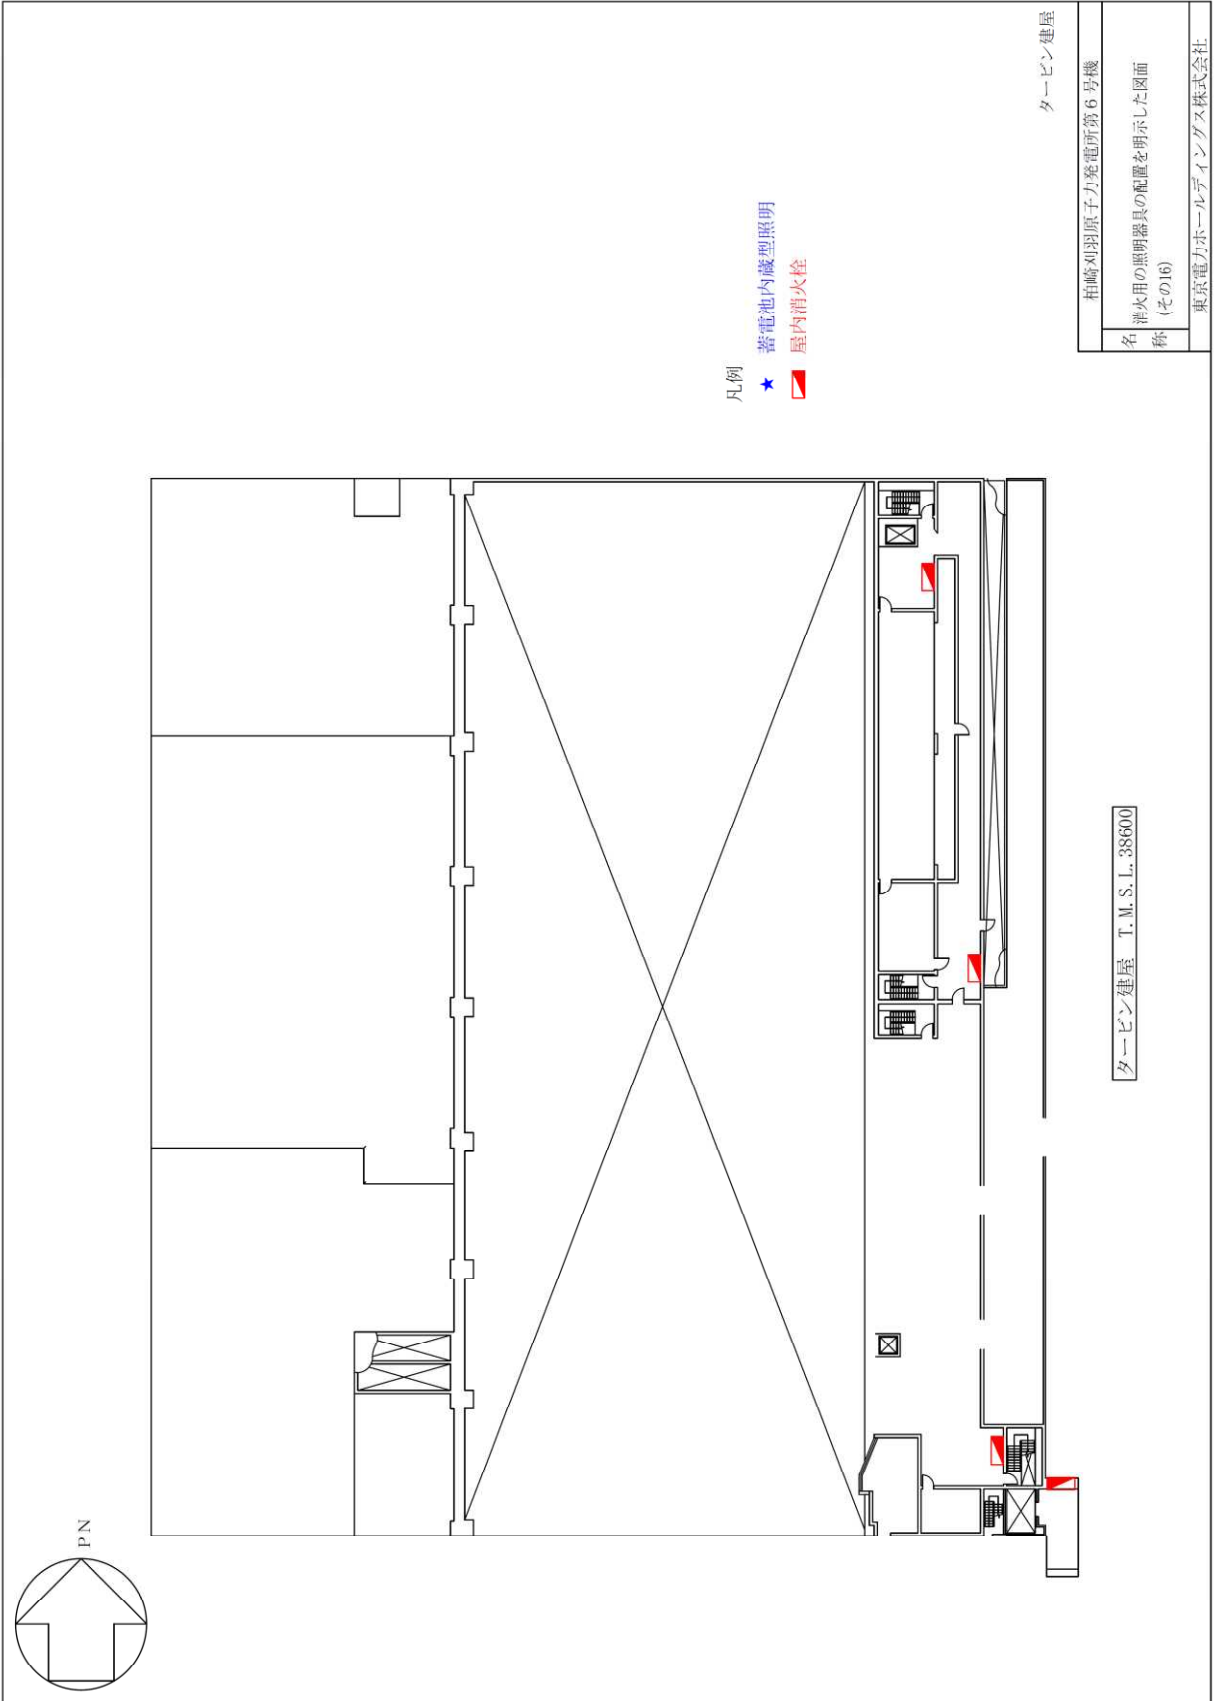 PN
凡例
★ 蓄電池内蔵型照明
屋内消火栓
タービン建屋 T.M.S.L.38600
タービン建屋
柏崎刈羽原子力発電所第6号機
名称
消火用の照明器具の配置を明示した図面
(その16)
東京電力ホールディングス株式会社